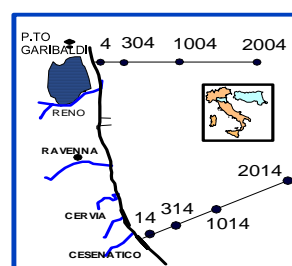 P.TO
GARIBALDI
4 304 1004 2004
RENO
RAVENNA
2014
CERVIA
14 314 1014
CESENATICO